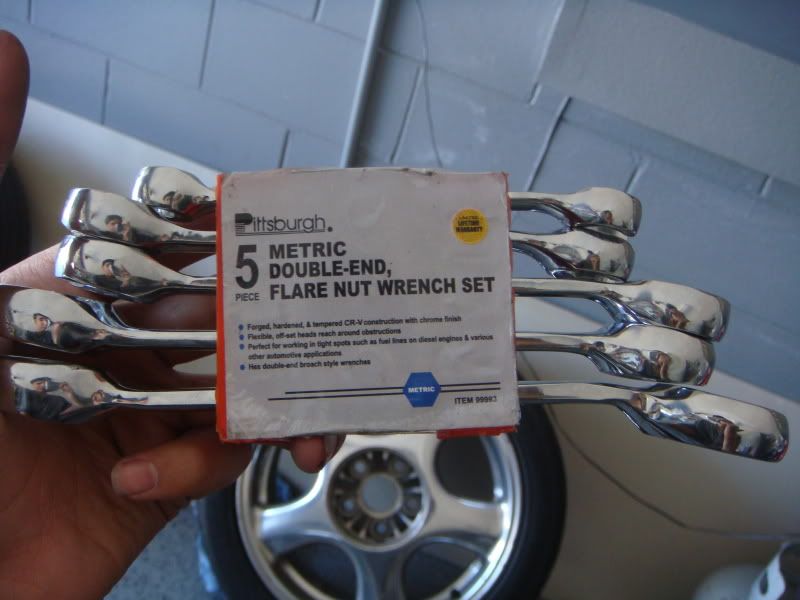 Pittsburgh.
LIMITED
LIFETIME
WARRANTY
5
PIECE
METRIC
DOUBLE-END,
FLARE NUT WRENCH SET
Forged, hardened, & tempered CR-V construction with chrome finish
Flexible, off-set heads reach around obstructions
Perfect for working in tight spots such as fuel lines on diesel engines & various
other automotive applications
Hex double-end broach style wrenches
METRIC
ITEM 99993